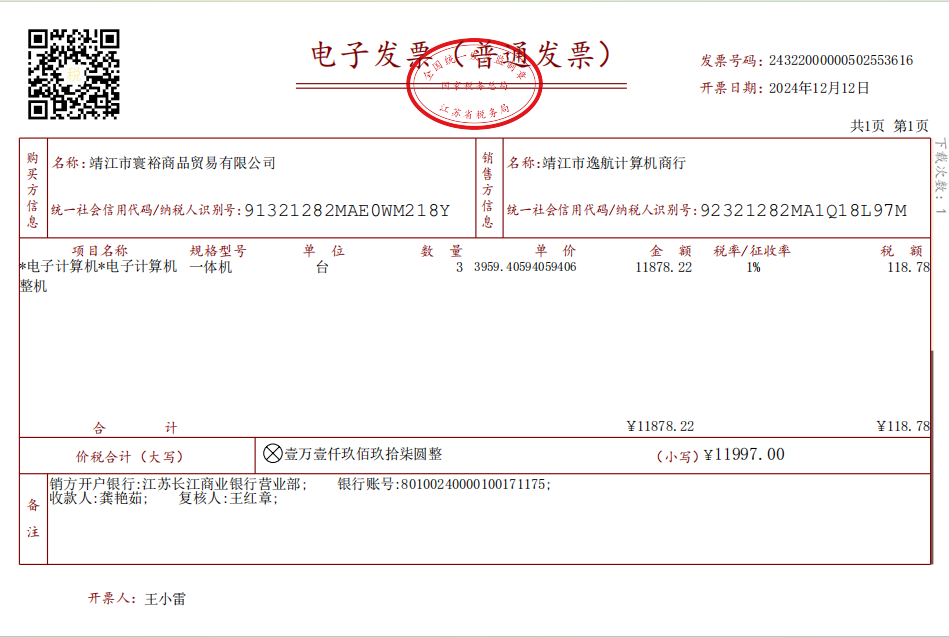 电子发票（普通发票）
全国统一发票监制章
国家税务总局
江苏省税务局
发票号码：24322000000502553616
开票日期：2024年12月12日
共1页 第1页
下载次数：1
购买方信息
名称：靖江市寰裕商品贸易有限公司
统一社会信用代码/纳税人识别号：91321282MAE0WM218Y
销售方信息
名称：靖江市逸航计算机商行
统一社会信用代码/纳税人识别号：92321282MA1Q18L97M
项目名称 规格型号 单 位 数 量 单 价 金 额 税率/征收率 税 额
*电子计算机*电子计算机 一体机 台 3 3959.40594059406 11878.22 1% 118.78
整机
合 计 ¥11878.22 ¥118.78
价税合计（大写） ⊗壹万壹仟玖佰玖拾柒圆整 （小写）¥11997.00
备注
销方开户银行:江苏长江商业银行营业部; 银行账号:80100240000100171175;
收款人:龚艳茹; 复核人:王红章;
开票人：王小雷